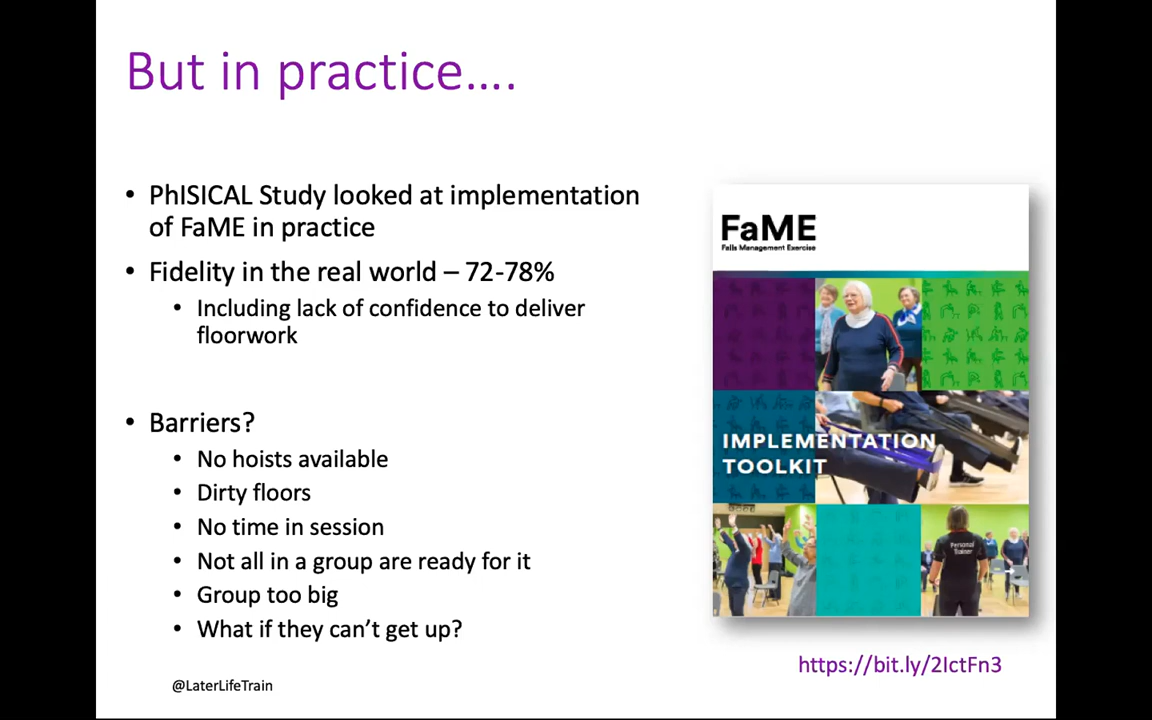 But in practice….
• PhISICAL Study looked at implementation
of FaME in practice
• Fidelity in the real world – 72-78%
• Including lack of confidence to deliver
floorwork
• Barriers?
• No hoists available
• Dirty floors
• No time in session
• Not all in a group are ready for it
• Group too big
• What if they can’t get up?
@LaterLifeTrain
FaME
Falls Management Exercise
IMPLEMENTATION
TOOLKIT
Personal
Trainer
https://bit.ly/2IctFn3